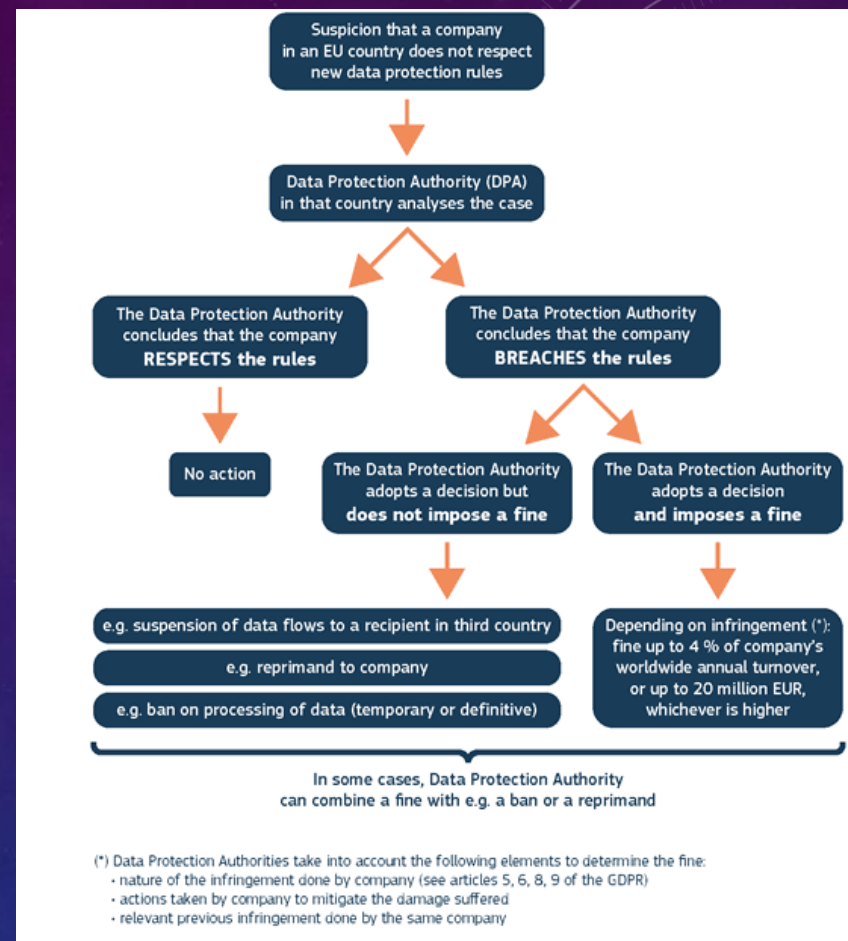 Suspicion that a company
in an EU country does not respect
new data protection rules
Data Protection Authority (DPA)
in that country analyses the case
The Data Protection Authority
concludes that the company
RESPECTS the rules
The Data Protection Authority
concludes that the company
BREACHES the rules
No action
The Data Protection Authority
adopts a decision but
does not impose a fine
The Data Protection Authority
adopts a decision
and imposes a fine
e.g. suspension of data flows to a recipient in third country
e.g. reprimand to company
e.g. ban on processing of data (temporary or definitive)
Depending on infringement (*):
fine up to 4 % of company's
worldwide annual turnover,
or up to 20 million EUR,
whichever is higher
In some cases, Data Protection Authority
can combine a fine with e.g. a ban or a reprimand
(*) Data Protection Authorities take into account the following elements to determine the fine:
• nature of the infringement done by company (see articles 5, 6, 8, 9 of the GDPR)
• actions taken by company to mitigate the damage suffered
• relevant previous infringement done by the same company